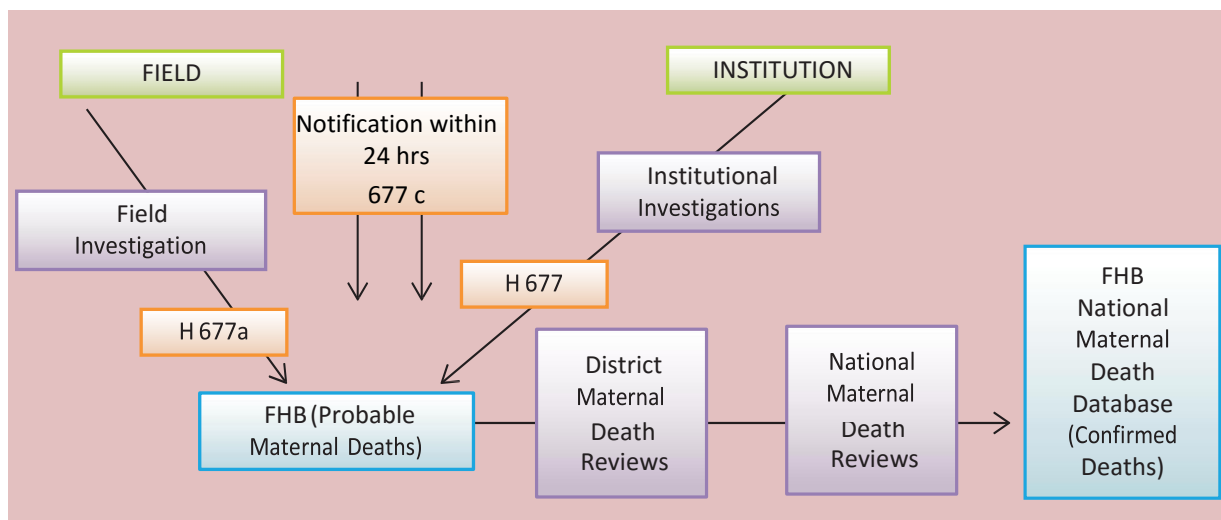 FIELD
Notification within
24 hrs
677 c
INSTITUTION
Field
Investigation
Institutional
Investigations
H 677a
H 677
FHB (Probable
Maternal Deaths)
District
Maternal
Death
Reviews
National
Maternal
Death
Reviews
FHB
National
Maternal
Death
Database
(Confirmed
Deaths)